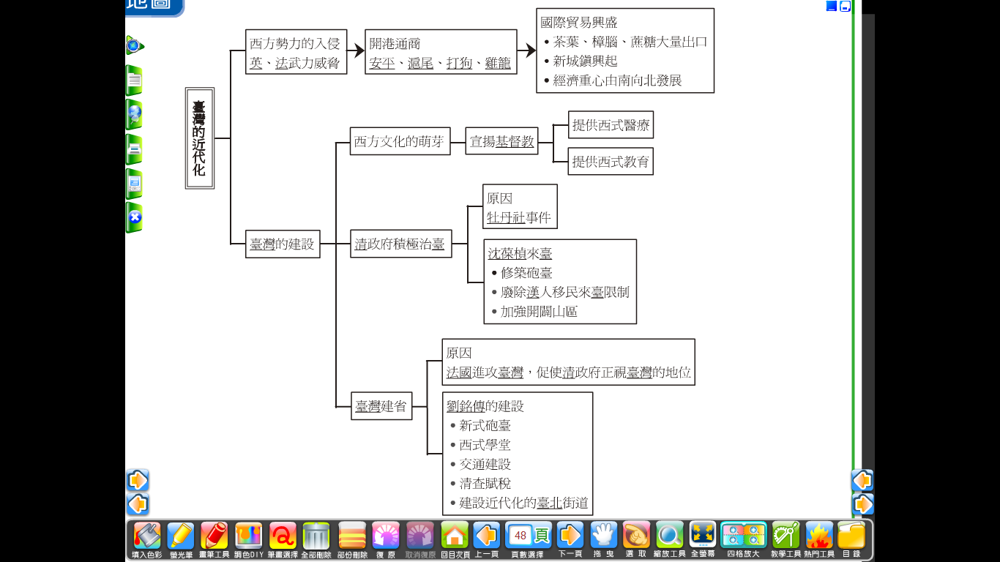 地圖
臺灣的近代化
西方勢力的入侵
英、法武力威脅
開港通商
安平、滬尾、打狗、雞籠
國際貿易興盛
•茶葉、樟腦、蔗糖大量出口
•新城鎮興起
•經濟重心由南向北發展
西方文化的萌芽
宣揚基督教
提供西式醫療
提供西式教育
臺灣的建設
清政府積極治臺
原因
牡丹社事件
沈葆楨來臺
•修築砲臺
•廢除漢人移民來臺限制
•加強開闢山區
臺灣建省
原因
法國進攻臺灣，促使清政府正視臺灣的地位
劉銘傳的建設
•新式砲臺
•西式學堂
•交通建設
•清查賦稅
•建設近代化的臺北街道
48 頁
填入色彩 螢光筆 畫筆工具 調色DIY 筆畫選擇 全部刪除 部份刪除 復原 取消復原 回目次頁 上一頁 頁數選擇 下一頁 拖曳 選取 縮放工具 全螢幕 四格放大 教學工具 熱門工具 目錄